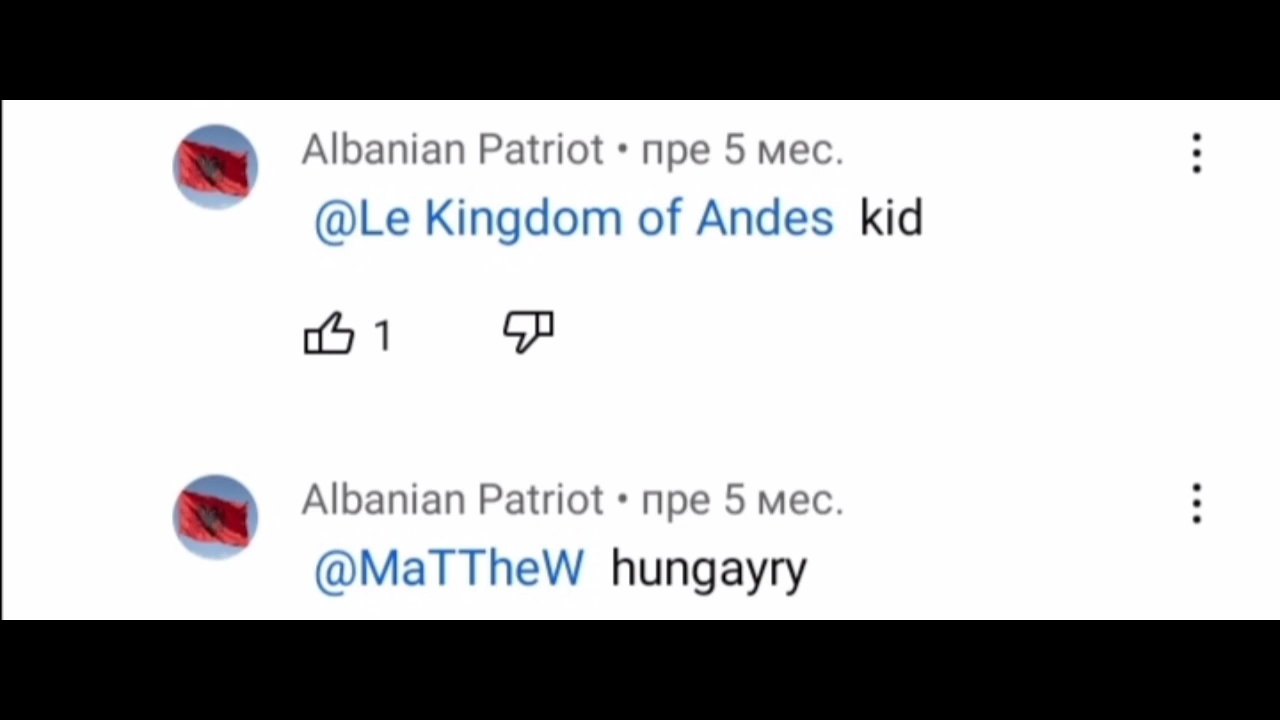 Albanian Patriot • пре 5 мес.
@Le Kingdom of Andes kid
1
Albanian Patriot • пре 5 мес.
@MaTTheW hungayry